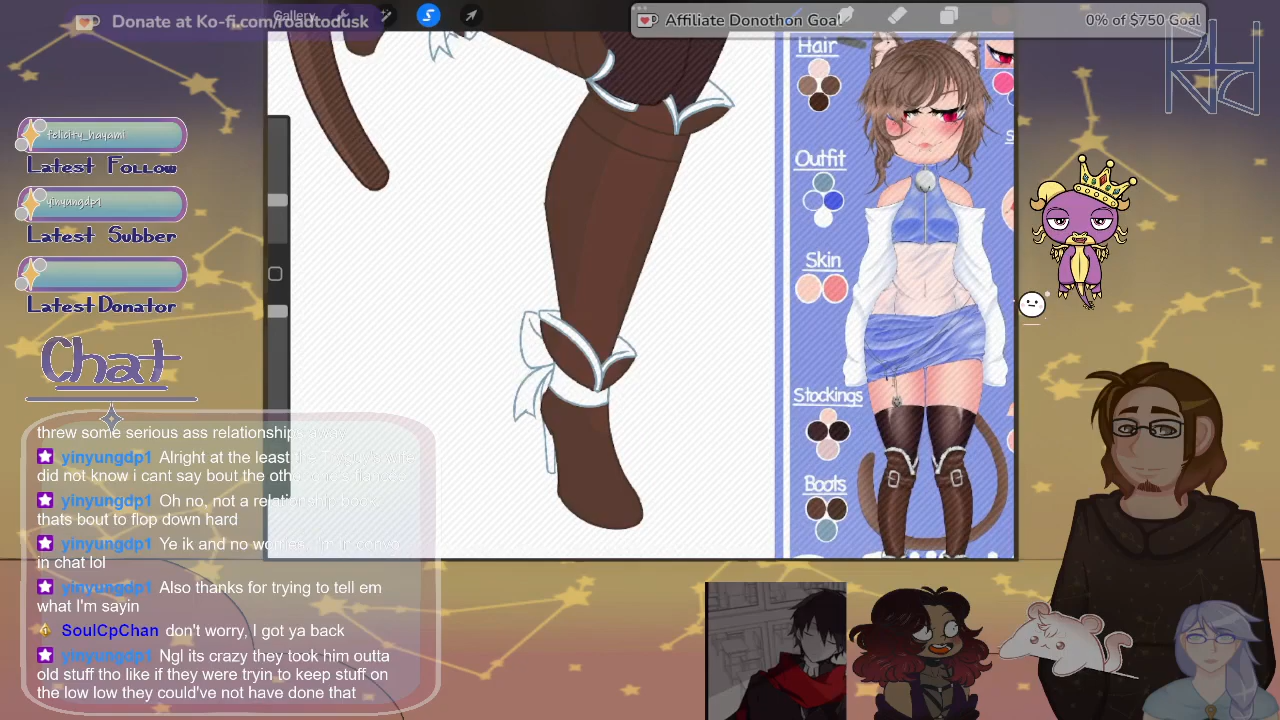 Donate at Ko-fi.com/roadtodusk
Gallery
Affiliate Donothon Goal
0% of $750 Goal
felicity_hayami
Latest Follow
yinyungdp1
Latest Subber
Latest Donator
Chat
threw some serious ass relationship
yinyungdp1 Alright at the least
did not know i cant say bout the
yinyungdp1 Oh no, not a
thats bout to flop down hard
yinyungdp1 Ye ik and no
in chat lol
yinyungdp1 Also thanks for trying to tell em
what I'm sayin
SoulCpChan don't worry, I got ya back
yinyungdp1 Ngl its crazy they took him outta
old stuff tho like if they were tryin to keep stuff on
the low low they could've not have done that
Hair
Outfit
Skin
Stockings
Boots